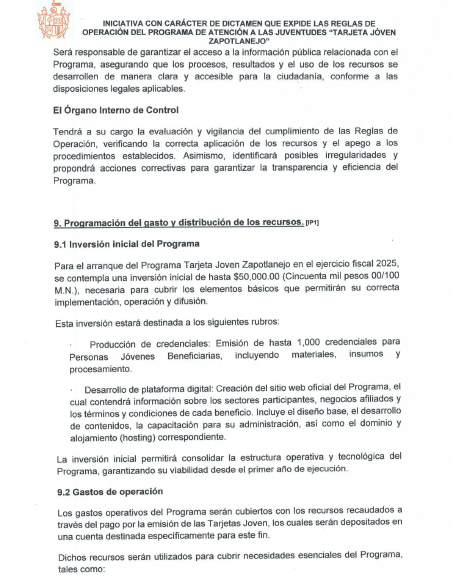 INICIATIVA CON CARÁCTER DE DICTAMEN QUE EXPIDE LAS REGLAS DE
OPERACIÓN DEL PROGRAMA DE ATENCIÓN A LAS JUVENTUDES "TARJETA JÓVEN
ZAPOTLANEJO"
Será responsable de garantizar el acceso a la información pública relacionada con el
Programa, asegurando que los procesos, resultados y el uso de los recursos se
desarrollen de manera clara y accesible para la ciudadanía, conforme a las
disposiciones legales aplicables.
El Órgano Interno de Control
Tendrá a su cargo la evaluación y vigilancia del cumplimiento de las Reglas de
Operación, verificando la correcta aplicación de los recursos y el apego a los
procedimientos establecidos. Asimismo, identificará posibles irregularidades y
propondrá acciones correctivas para garantizar la transparencia y eficiencia del
Programa.
9. Programación del gasto y distribución de los recursos. [IP1]
9.1 Inversión inicial del Programa
Para el arranque del Programa Tarjeta Joven Zapotlanejo en el ejercicio fiscal 2025,
se contempla una inversión inicial de hasta $50,000.00 (Cincuenta mil pesos 00/100
M.N.), necesaria para cubrir los elementos básicos que permitirán su correcta
implementación, operación y difusión.
Esta inversión estará destinada a los siguientes rubros:
· Producción de credenciales: Emisión de hasta 1,000 credenciales para
Personas Jóvenes Beneficiarias, incluyendo materiales, insumos y
procesamiento.
· Desarrollo de plataforma digital: Creación del sitio web oficial del Programa, el
cual contendrá información sobre los sectores participantes, negocios afiliados y
los términos y condiciones de cada beneficio. Incluye el diseño base, el desarrollo
de contenidos, la capacitación para su administración, así como el dominio y
alojamiento (hosting) correspondiente.
La inversión inicial permitirá consolidar la estructura operativa y tecnológica del
Programa, garantizando su viabilidad desde el primer año de ejecución.
9.2 Gastos de operación
Los gastos operativos del Programa serán cubiertos con los recursos recaudados a
través del pago por la emisión de las Tarjetas Joven, los cuales serán depositados en
una cuenta destinada específicamente para este fin.
Dichos recursos serán utilizados para cubrir necesidades esenciales del Programa,
tales como: